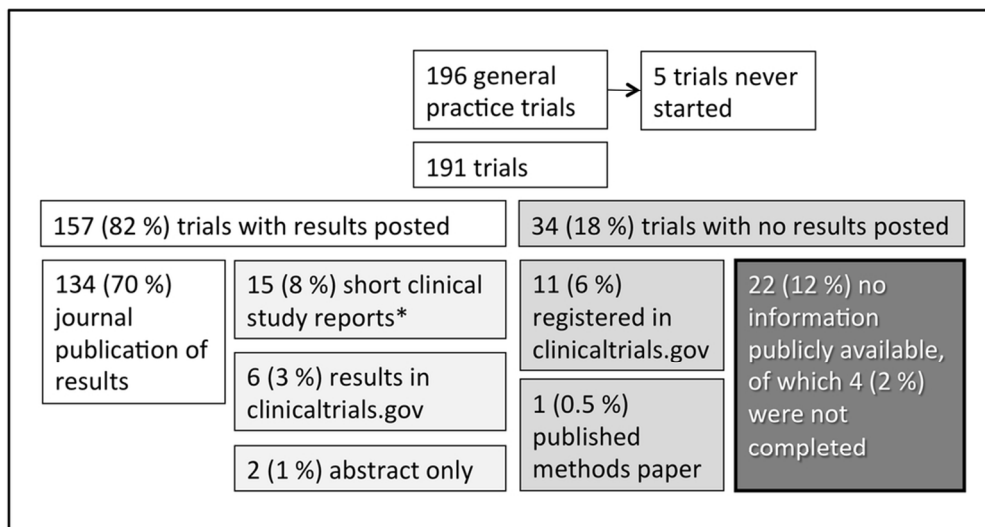 196 general
practice trials
5 trials never
started
191 trials
157 (82 %) trials with results posted
34 (18 %) trials with no results posted
134 (70 %)
journal
publication of
results
15 (8 %) short clinical
study reports*
6 (3 %) results in
clinicaltrials.gov
2 (1 %) abstract only
11 (6 %)
registered in
clinicaltrials.gov
1 (0.5 %)
published
methods paper
22 (12 %) no
information
publicly available,
of which 4 (2 %)
were not
completed